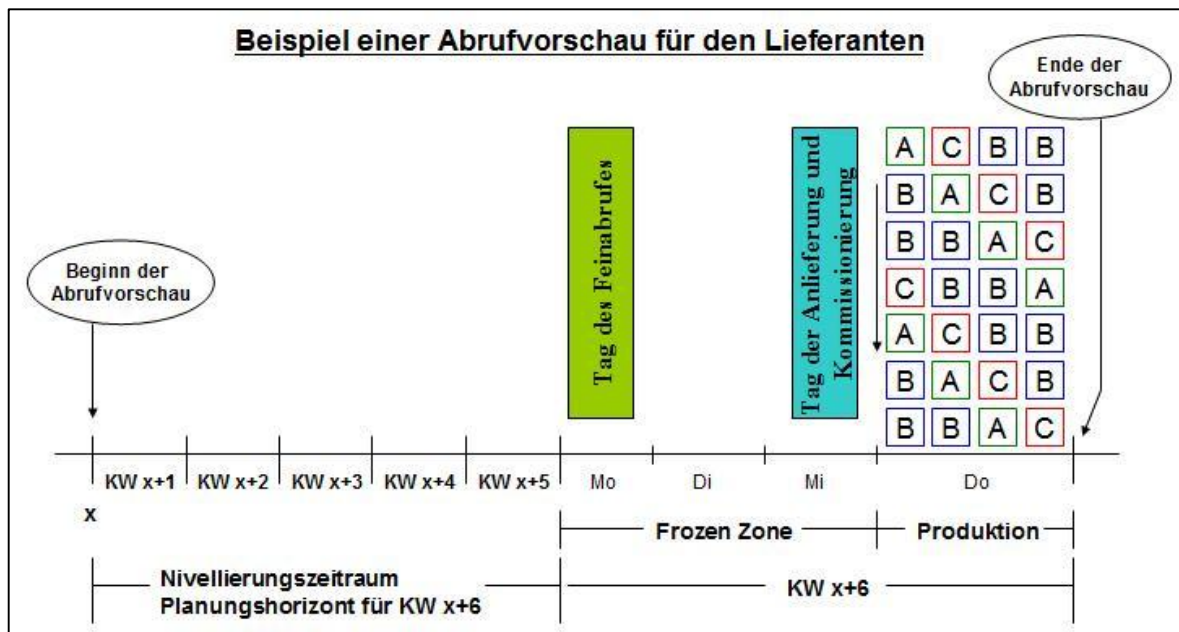 Beispiel einer Abrufvorschau für den Lieferanten
Ende der
Abrufvorschau
Beginn der
Abrufvorschau
Tag des Feinabrufes
Tag der Anlieferung und
Kommissionierung
A C B B
B A C B
B B A C
C B B A
A C B B
B A C B
B B A C
KW x+1 KW x+2 KW x+3 KW x+4 KW x+5 Mo Di Mi Do
x
Frozen Zone Produktion
Nivellierungszeitraum
Planungshorizont für KW x+6
KW x+6